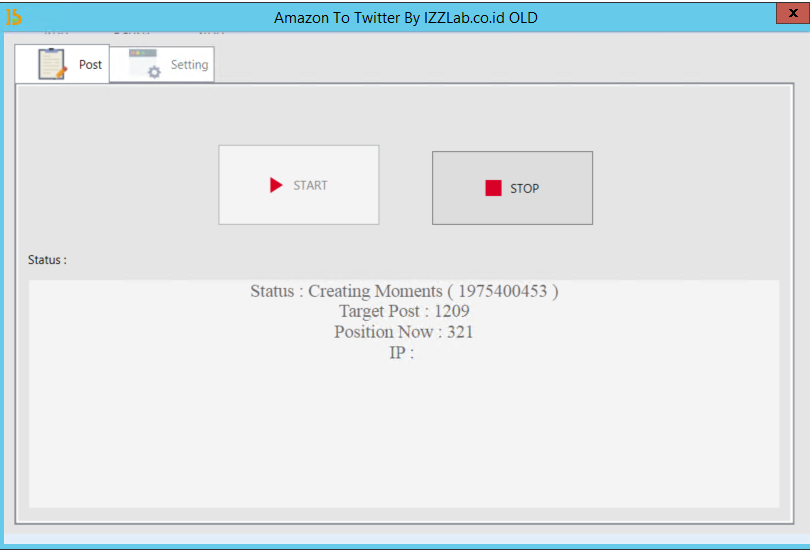 Amazon To Twitter By IZZLab.co.id OLD
x
Post
Setting
START
STOP
Status :
Status : Creating Moments ( 1975400453 )
Target Post : 1209
Position Now : 321
IP :